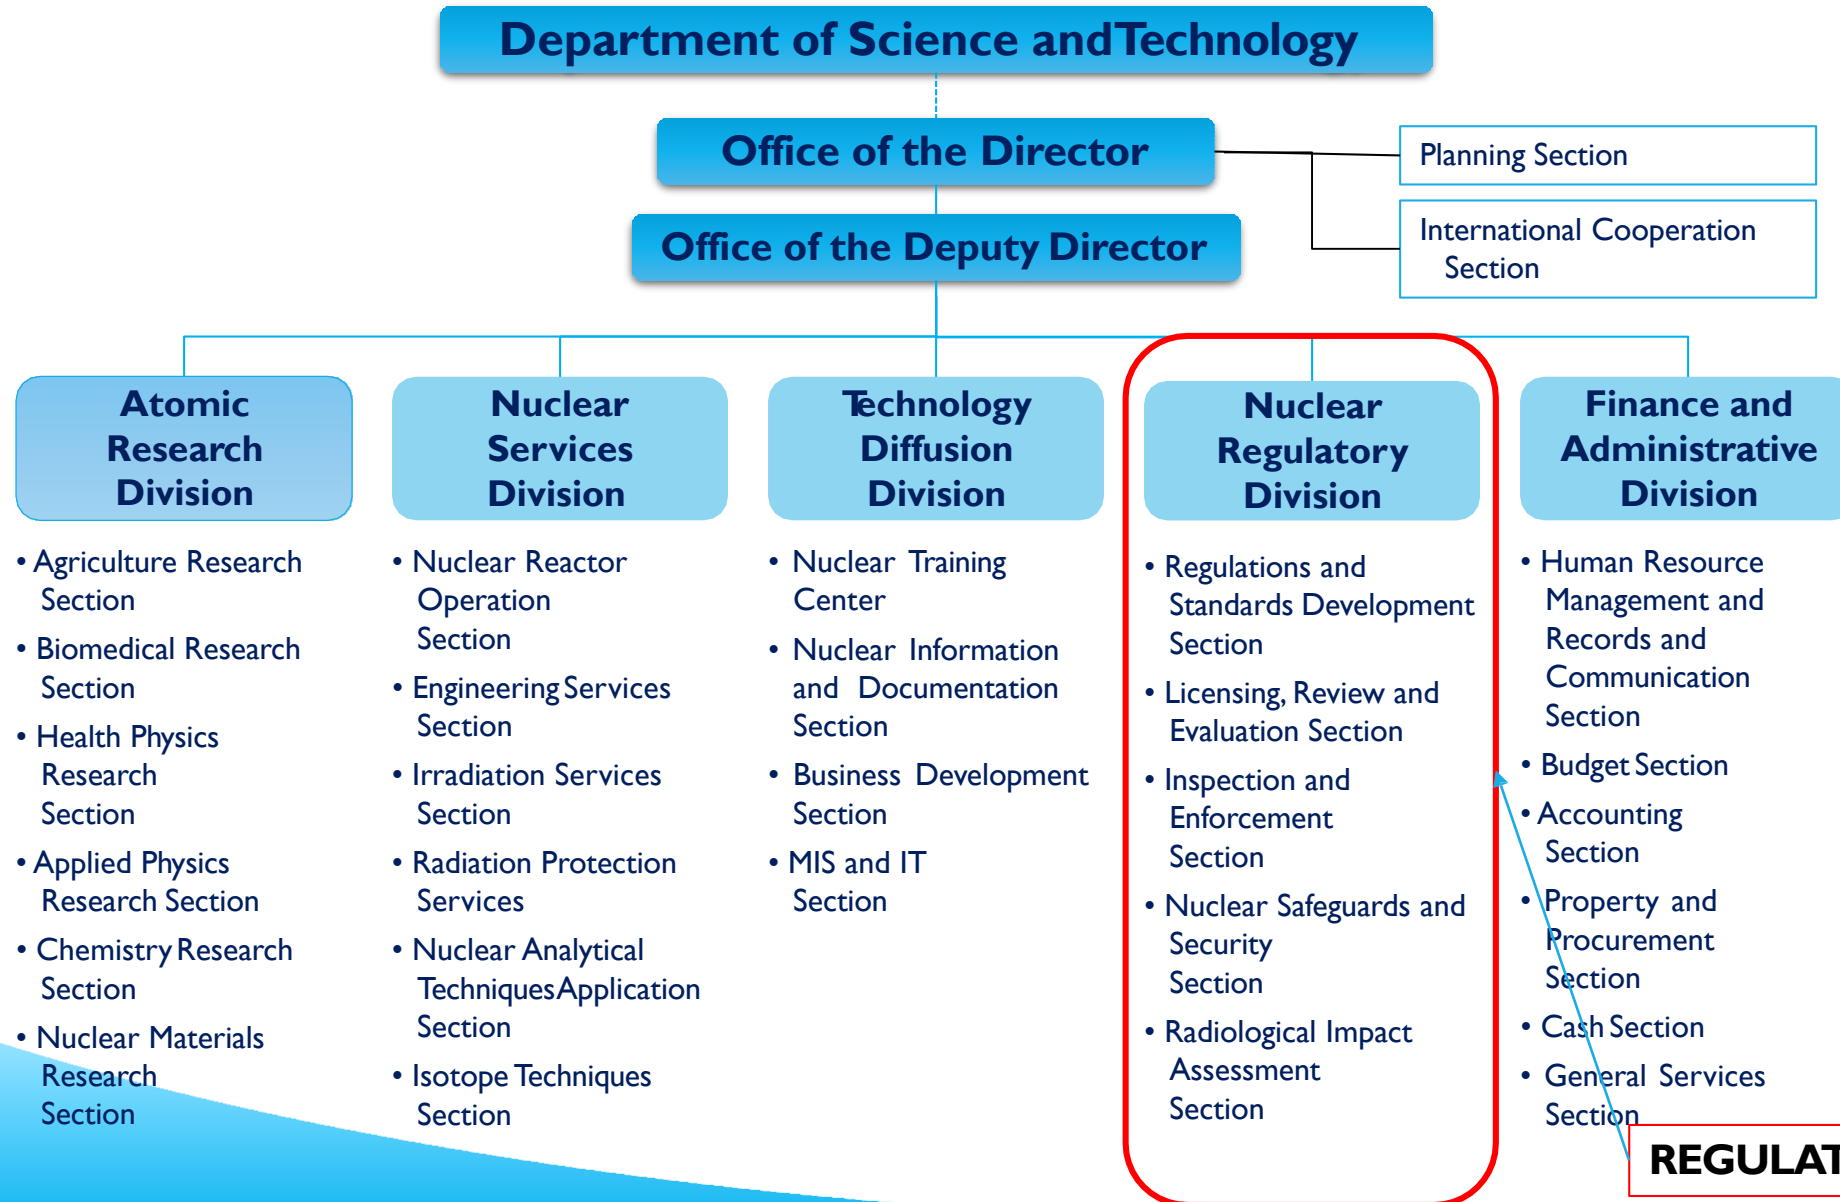 Department of Science and Technology
Office of the Director
Planning Section
International Cooperation
Section
Office of the Deputy Director
Atomic
Research
Division
• Agriculture Research
Section
• Biomedical Research
Section
• Health Physics
Research
Section
• Applied Physics
Research Section
• Chemistry Research
Section
• Nuclear Materials
Research
Section
Nuclear
Services
Division
• Nuclear Reactor
Operation
Section
• Engineering Services
Section
• Irradiation Services
Section
• Radiation Protection
Services
• Nuclear Analytical
Techniques Application
Section
• Isotope Techniques
Section
Technology
Diffusion
Division
• Nuclear Training
Center
• Nuclear Information
and Documentation
Section
• Business Development
Section
• MIS and IT
Section
Nuclear
Regulatory
Division
• Regulations and
Standards Development
Section
• Licensing, Review and
Evaluation Section
• Inspection and
Enforcement
Section
• Nuclear Safeguards and
Security
Section
• Radiological Impact
Assessment
Section
Finance and
Administrative
Division
• Human Resource
Management and
Records and
Communication
Section
• Budget Section
• Accounting
Section
• Property and
Procurement
Section
• Cash Section
• General Services
Section
REGULAT